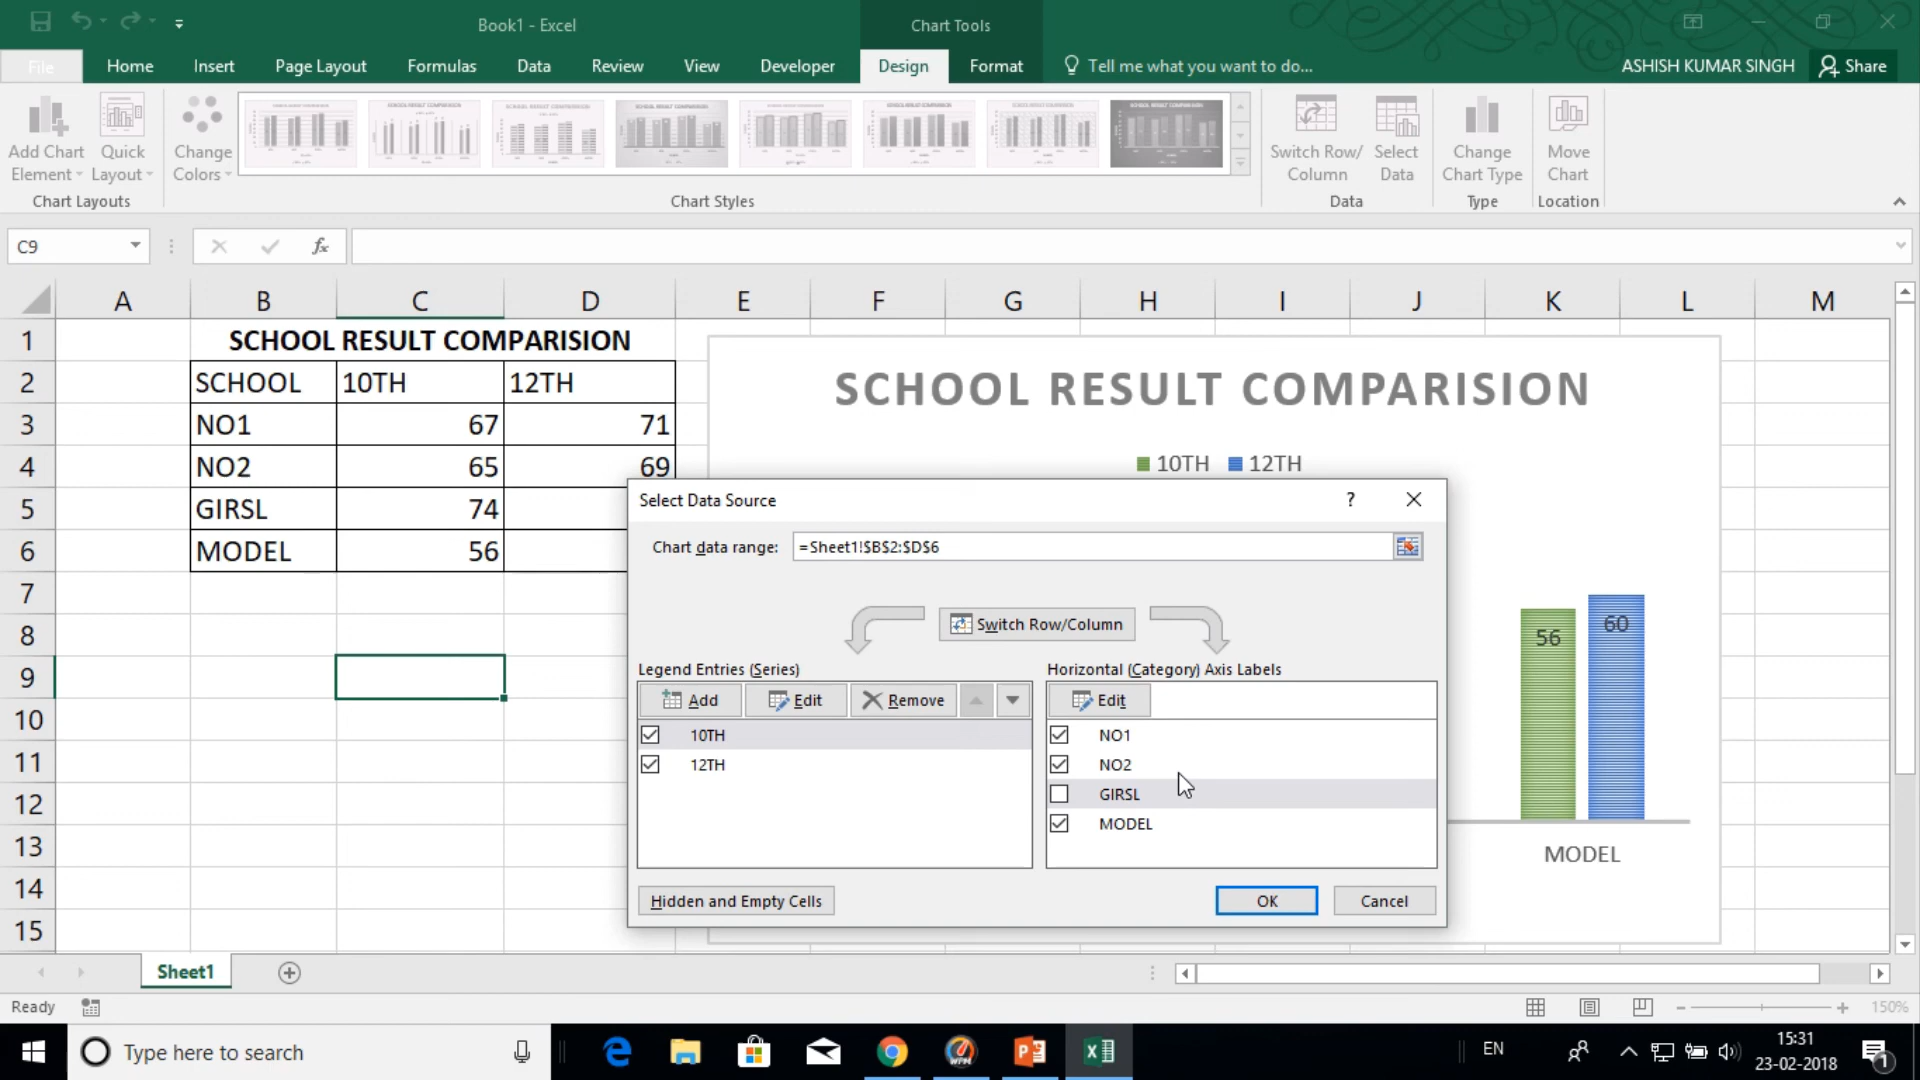 Book1 - Excel
Chart Tools
File Home Insert Page Layout Formulas Data Review View Developer Design Format Tell me what you want to do... ASHISH KUMAR SINGH Share
Add Chart Element
Quick Layout
Change Colors
Switch Row/ Column
Select Data
Change Chart Type
Move Chart
Chart Layouts Chart Styles Data Type Location
C9 fx
A B C D E F G H I J K L M
1 SCHOOL RESULT COMPARISION
2 SCHOOL 10TH 12TH
3 NO1 67 71
4 NO2 65 69
5 GIRSL 74
6 MODEL 56
7
8
9
10
11
12
13
14
15
SCHOOL RESULT COMPARISION
10TH 12TH
56 60
MODEL
Select Data Source ?
Chart data range: =Sheet1!$B$2:$D$6
Switch Row/Column
Legend Entries (Series)
Add Edit Remove
10TH
12TH
Horizontal (Category) Axis Labels
Edit
NO1
NO2
GIRSL
MODEL
Hidden and Empty Cells OK Cancel
Sheet1
Ready 150%
Type here to search
EN
15:31
23-02-2018
1